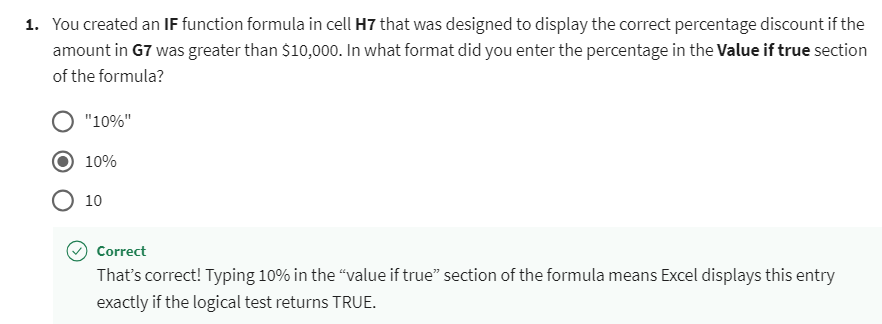 1. You created an IF function formula in cell H7 that was designed to display the correct percentage discount if the
amount in G7 was greater than $10,000. In what format did you enter the percentage in the Value if true section
of the formula?
"10%"
10%
10
Correct
That's correct! Typing 10% in the “value if true” section of the formula means Excel displays this entry
exactly if the logical test returns TRUE.